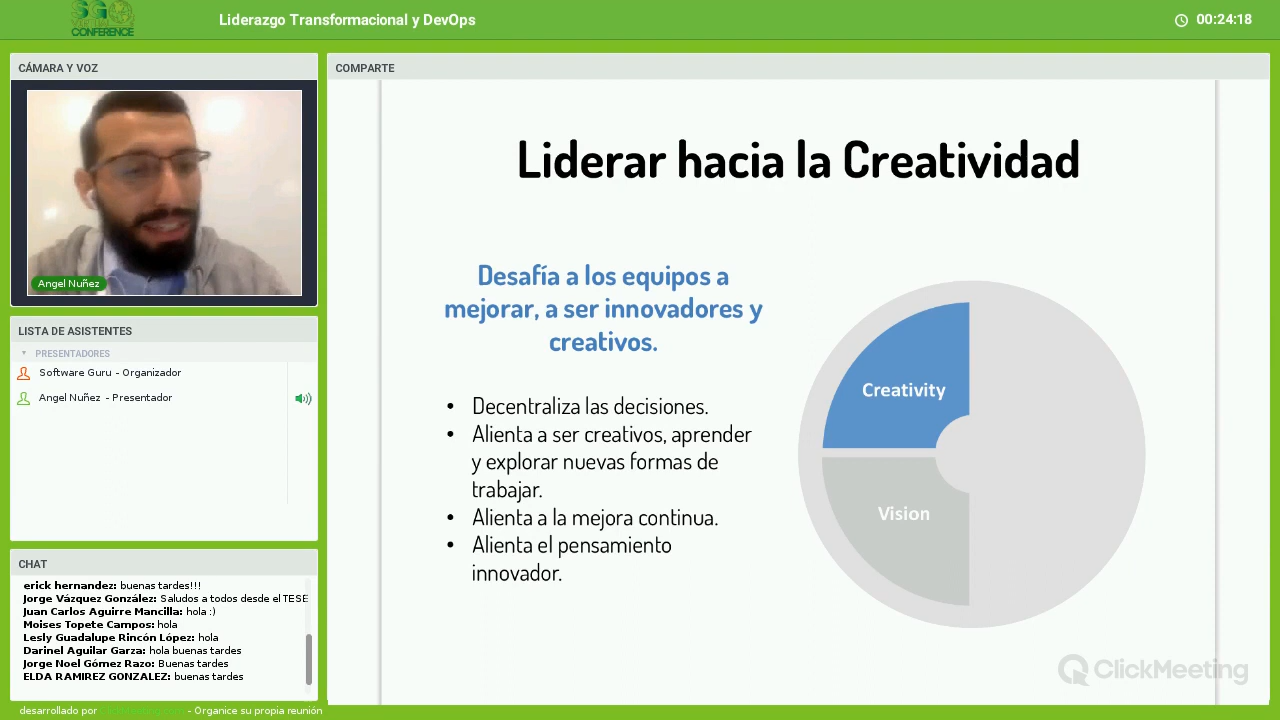 SG
VIRTUAL
CONFERENCE
Liderazgo Transformacional y DevOps
00:24:18
CÁMARA Y VOZ
Angel Nuñez
LISTA DE ASISTENTES
PRESENTADORES
Software Guru - Organizador
Angel Nuñez - Presentador
CHAT
erick hernandez: buenas tardes!!!
Jorge Vázquez González: Saludos a todos desde el TESE
Juan Carlos Aguirre Mancilla: hola :)
Moises Topete Campos: hola
Lesly Guadalupe Rincón López: hola
Darinel Aguilar Garza: hola buenas tardes
Jorge Noel Gómez Razo: Buenas tardes
ELDA RAMIREZ GONZALEZ: buenas tardes
desarrollado por - Organice su propia reunión
COMPARTE
Liderar hacia la Creatividad
Desafía a los equipos a
mejorar, a ser innovadores y
creativos.
• Decentraliza las decisiones.
• Alienta a ser creativos, aprender
y explorar nuevas formas de
trabajar.
• Alienta a la mejora continua.
• Alienta el pensamiento
innovador.
Creativity
Vision
ClickMeeting